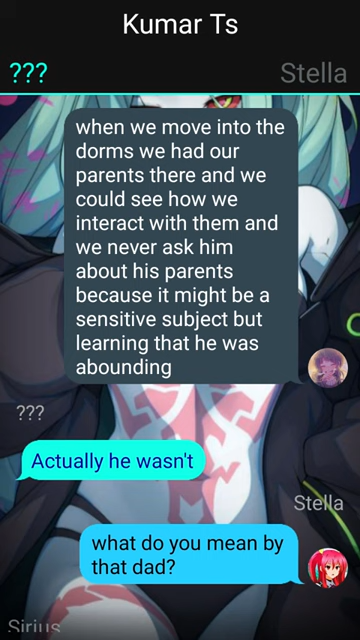 Kumar Ts
???
Stella
when we move into the
dorms we had our
parents there and we
could see how we
interact with them and
we never ask him
about his parents
because it might be a
sensitive subject but
learning that he was
abounding
???
Actually he wasn't
Stella
what do you mean by
that dad?
Sirius